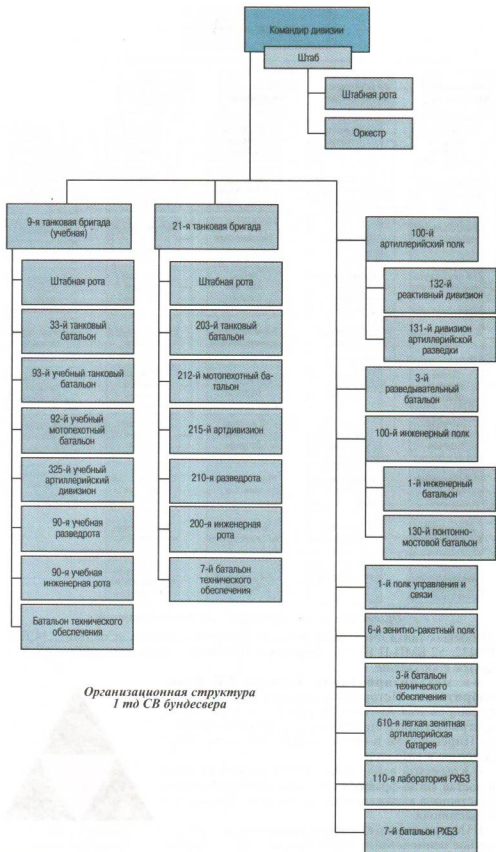 Командир дивизии
Штаб
Штабная рота
Оркестр
9-я танковая бригада
(учебная)
Штабная рота
33-й танковый
батальон
93-й учебный танковый
батальон
92-й учебный
мотопехотный
батальон
325-й учебный
артиллерийский
дивизион
90-я учебная
разведрота
90-я учебная
инженерная рота
Батальон технического
обеспечения
21-я танковая бригада
Штабная рота
203-й танковый
батальон
212-й мотопехотный ба-
тальон
215-й артдивизион
210-я разведрота
200-я инженерная
рота
7-й батальон
технического
обеспечения
100-й
артиллерийский полк
132-й
реактивный дивизион
131-й дивизион
артиллерийской
разведки
3-й
разведывательный
батальон
100-й инженерный полк
1-й инженерный
батальон
130-й понтонно-
мостовой батальон
1-й полк управления и
связи
6-й зенитно-ракетный полк
3-й батальон
технического
обеспечения
610-я легкая зенитная
артиллерийская
батарея
110-я лаборатория РХБЗ
7-й батальон РХБЗ
Организационная структура
1 тд СВ бундесвера